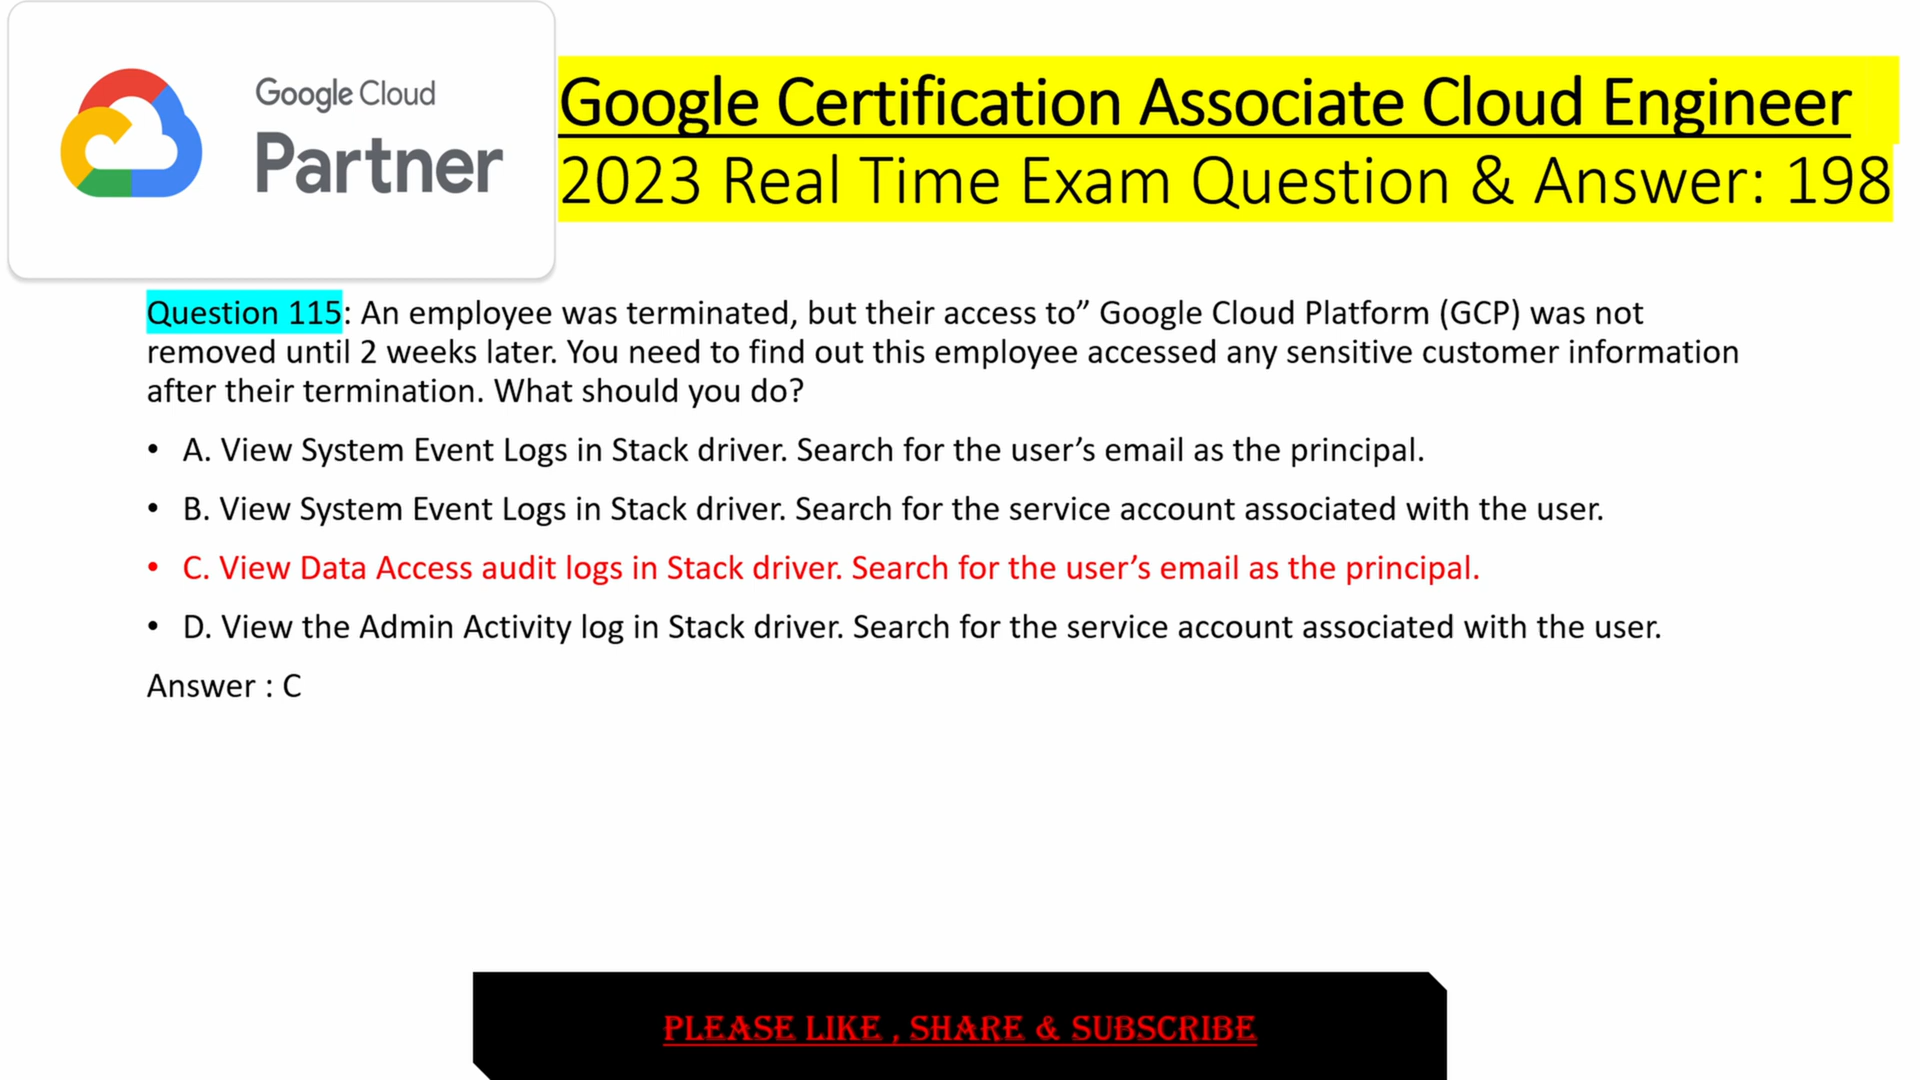 Google Cloud
Partner
Google Certification Associate Cloud Engineer
2023 Real Time Exam Question & Answer: 198
Question 115: An employee was terminated, but their access to” Google Cloud Platform (GCP) was not
removed until 2 weeks later. You need to find out this employee accessed any sensitive customer information
after their termination. What should you do?
• A. View System Event Logs in Stack driver. Search for the user’s email as the principal.
• B. View System Event Logs in Stack driver. Search for the service account associated with the user.
• C. View Data Access audit logs in Stack driver. Search for the user’s email as the principal.
• D. View the Admin Activity log in Stack driver. Search for the service account associated with the user.
Answer : C
PLEASE LIKE , SHARE & SUBSCRIBE